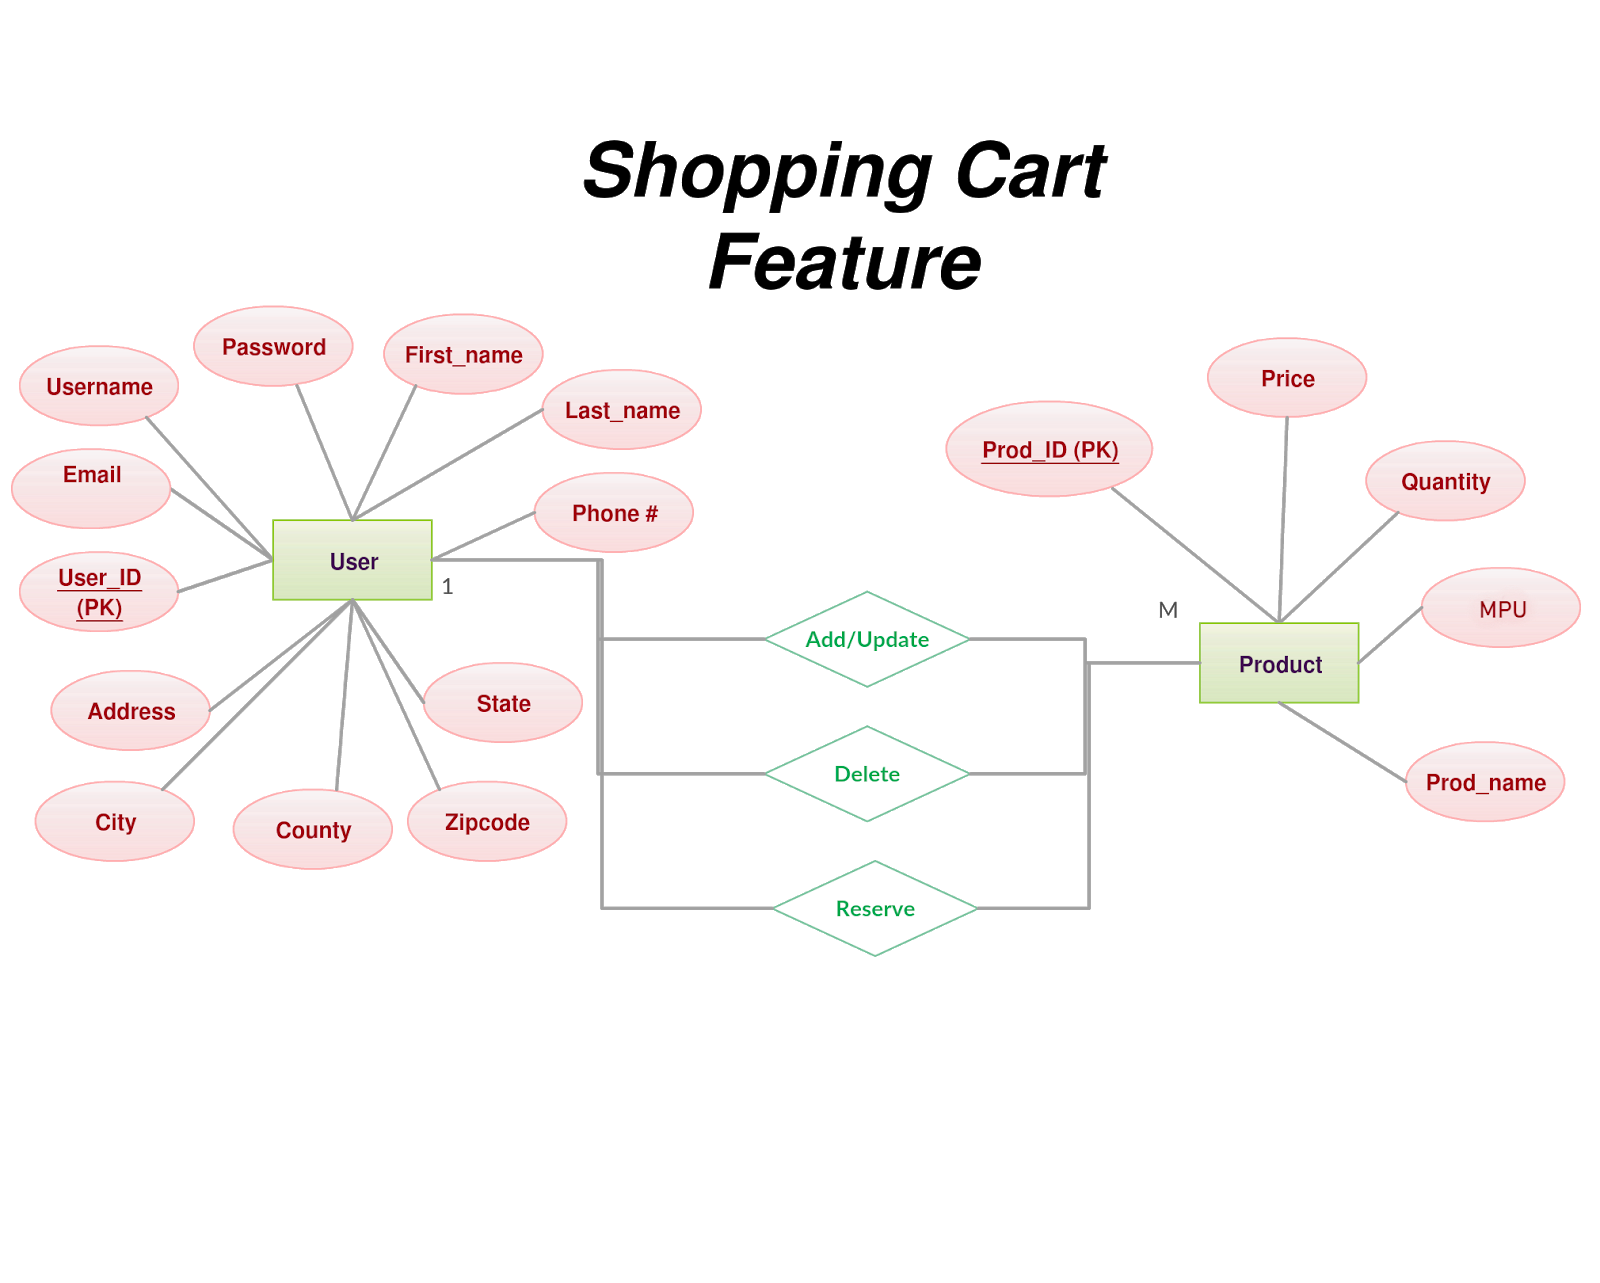 Shopping Cart
Feature
Password
First_name
Username
Last_name
Email
Phone #
User_ID
(PK)
User
1
Address
State
City
County
Zipcode
Add/Update
Delete
Reserve
Price
Prod_ID (PK)
Quantity
M
MPU
Product
Prod_name